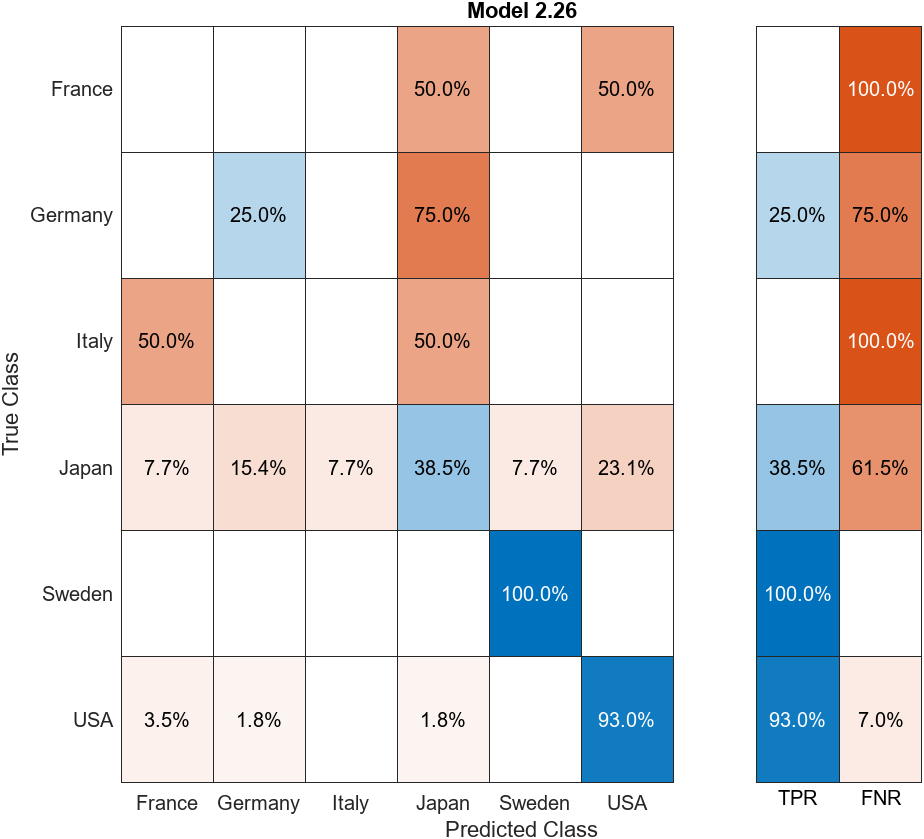 Model 2.26
True Class
France 50.0% 50.0% 100.0%
Germany 25.0% 75.0% 25.0% 75.0%
Italy 50.0% 50.0% 100.0%
Japan 7.7% 15.4% 7.7% 38.5% 7.7% 23.1% 38.5% 61.5%
Sweden 100.0% 100.0%
USA 3.5% 1.8% 1.8% 93.0% 93.0% 7.0%
France Germany Italy Japan Sweden USA TPR FNR
Predicted Class